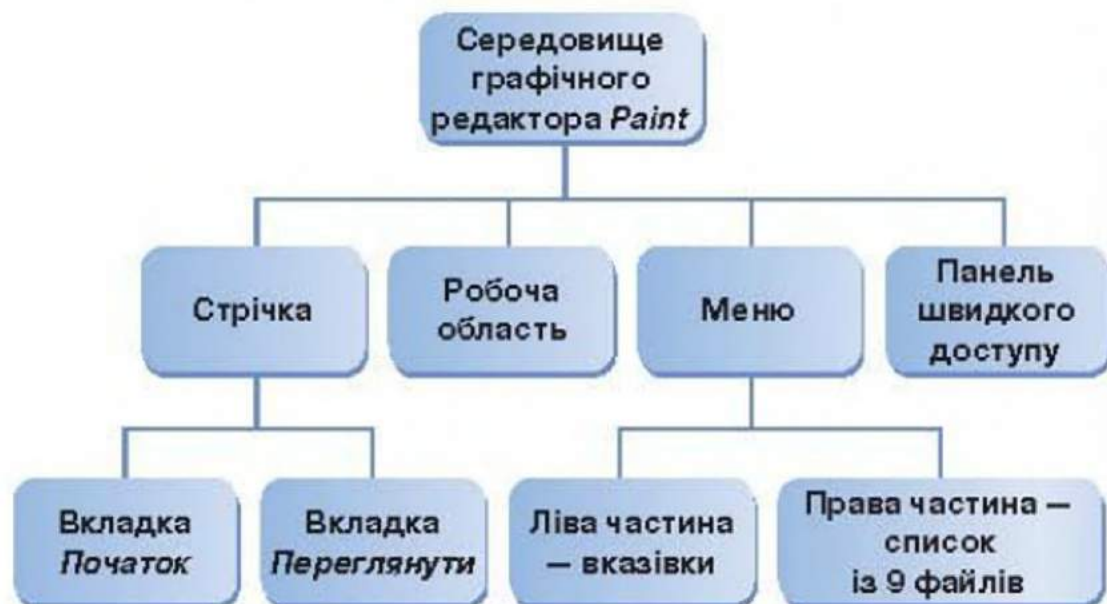 Середовище
графічного
редактора Paint
Стрічка
Робоча
область
Меню
Панель
швидкого
доступу
Вкладка
Початок
Вкладка
Переглянути
Ліва частина
— вказівки
Права частина —
список
із 9 файлів